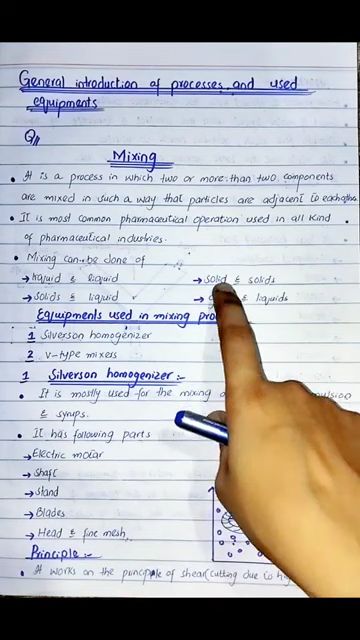 General introduction of processes and used
equipments
Q//
Mixing
• It is a process in which two or more than two components
are mixed in such a way that particles are adjacent to each other
• It is most common pharmaceutical operation used in all kind
of pharmaceutical industries.
• Mixing can be done of
→ liquid & liquid → solid & solids
→ Solids & liquid → & liquids
Equipments used in mixing
1 Silverson homogenizer
2 v-type mixers
1 Silverson homogenizer:-
• It is mostly used for the mixing
& syrups.
• It has following parts
→ Electric motar
→ Shaft
→ Stand
→ Blades
→ Head & fine mesh
Principle:-
• It works on the principle of shear (cutting due to